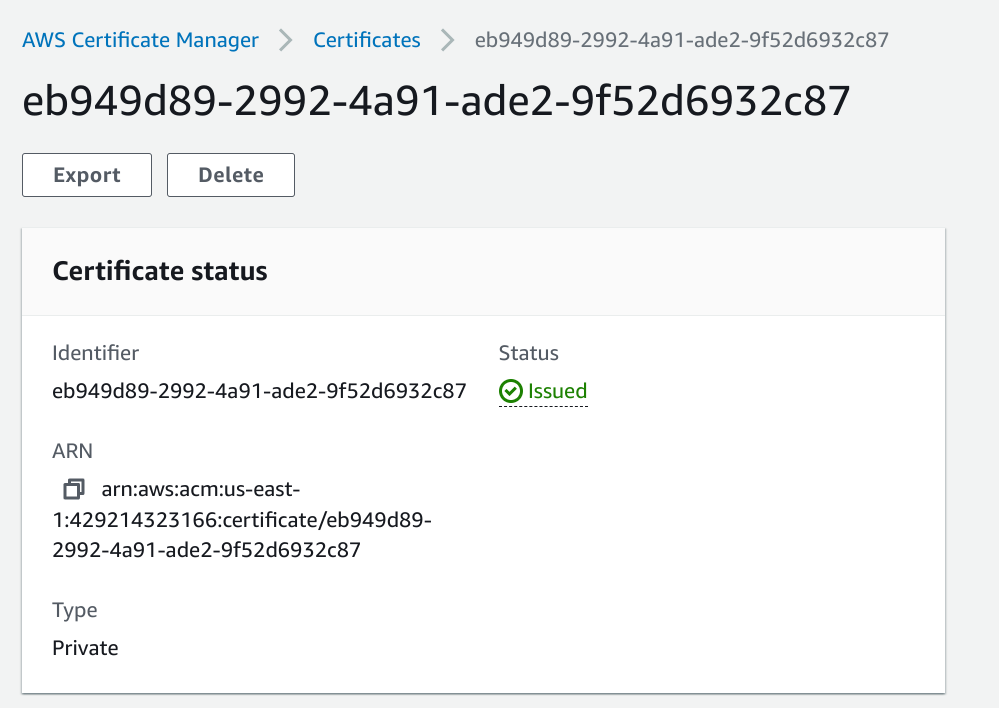 AWS Certificate Manager > Certificates > eb949d89-2992-4a91-ade2-9f52d6932c87
eb949d89-2992-4a91-ade2-9f52d6932c87
Export Delete
Certificate status
Identifier
eb949d89-2992-4a91-ade2-9f52d6932c87
Status
Issued
ARN
arn:aws:acm:us-east-
1:429214323166:certificate/eb949d89-
2992-4a91-ade2-9f52d6932c87
Type
Private